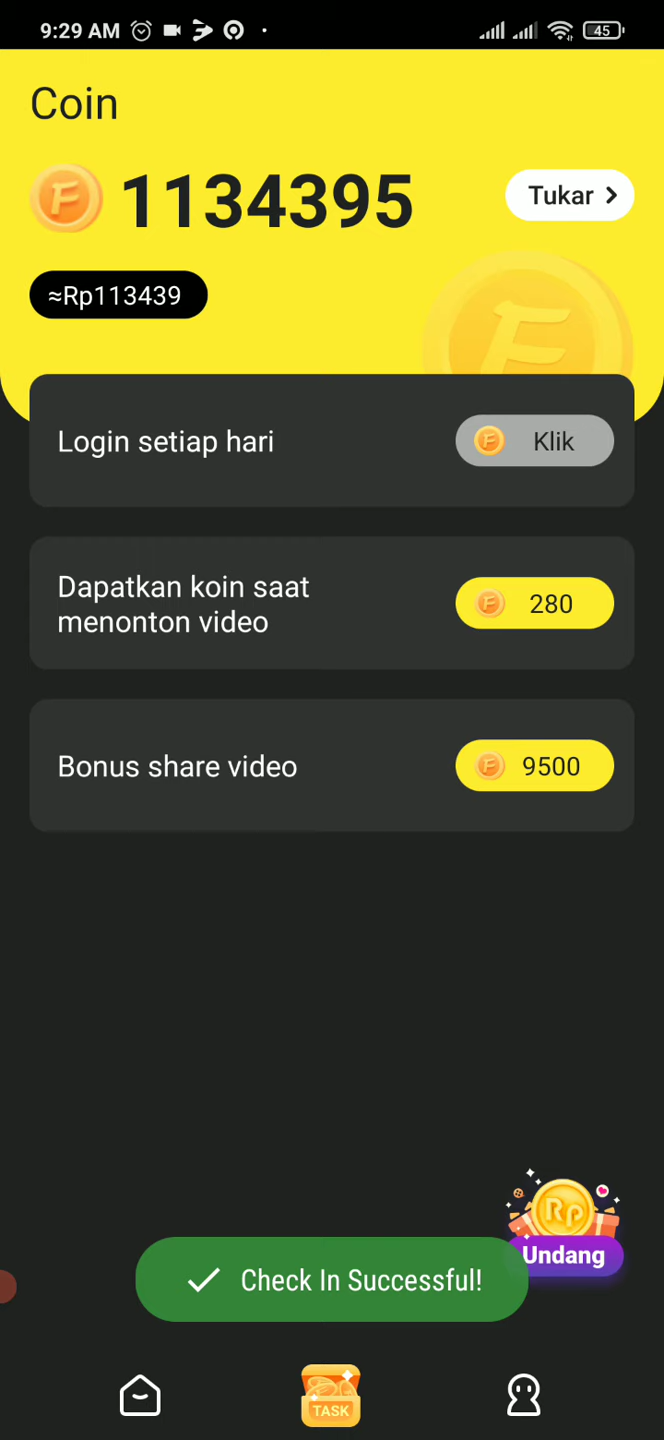 9:29 AM
45
Coin
1134395
Tukar
≈Rp113439
Login setiap hari
Klik
Dapatkan koin saat
menonton video
280
Bonus share video
9500
Rp
Undang
Check In Successful!
TASK